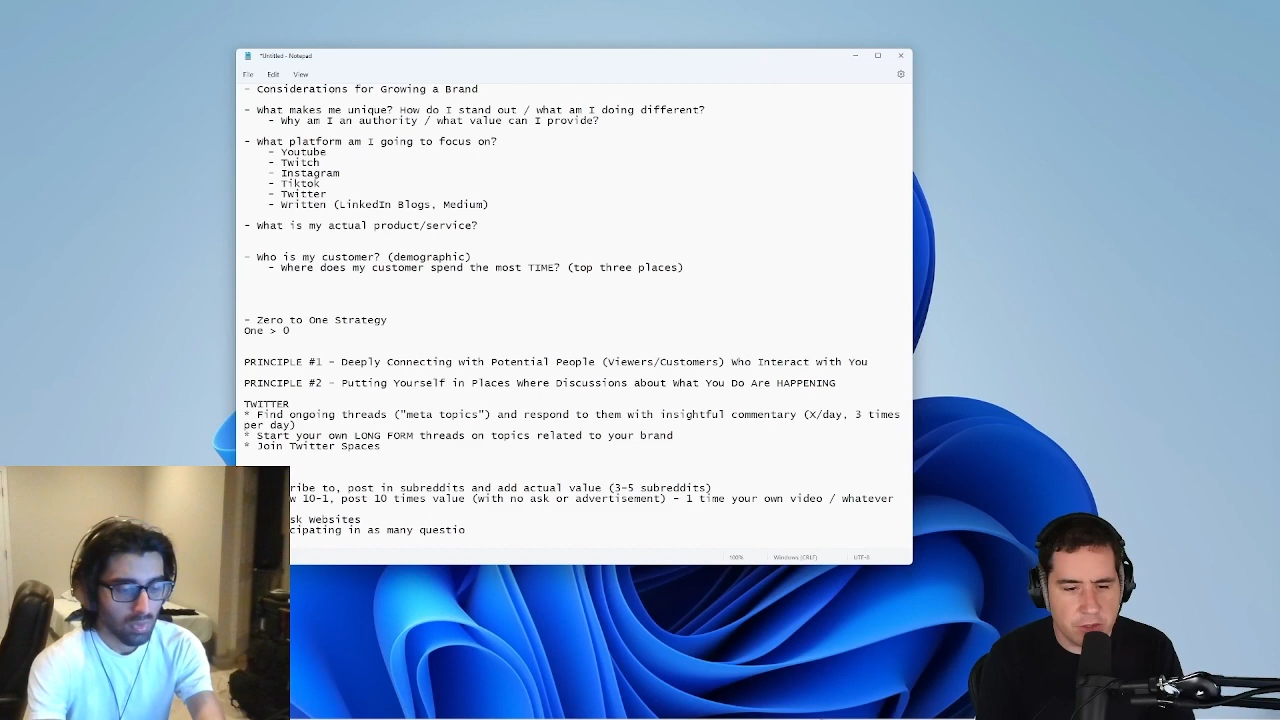 *Untitled - Notepad
File Edit View
- Considerations for Growing a Brand
- What makes me unique? How do I stand out / what am I doing different?
- Why am I an authority / what value can I provide?
- What platform am I going to focus on?
- Youtube
- Twitch
- Instagram
- Tiktok
- Twitter
- Written (LinkedIn Blogs, Medium)
- What is my actual product/service?
- Who is my customer? (demographic)
- Where does my customer spend the most TIME? (top three places)
- Zero to One Strategy
One > 0
PRINCIPLE #1 - Deeply Connecting with Potential People (Viewers/Customers) Who Interact with You
PRINCIPLE #2 - Putting Yourself in Places Where Discussions about What You Do Are HAPPENING
TWITTER
* Find ongoing threads ("meta topics") and respond to them with insightful commentary (X/day, 3 times
per day)
* Start your own LONG FORM threads on topics related to your brand
* Join Twitter Spaces
ribe to, post in subreddits and add actual value (3-5 subreddits)
w 10-1, post 10 times value (with no ask or advertisement) - 1 time your own video / whatever
sk Websites
cipating in as many questio
100% Windows (CRLF) UTF-8